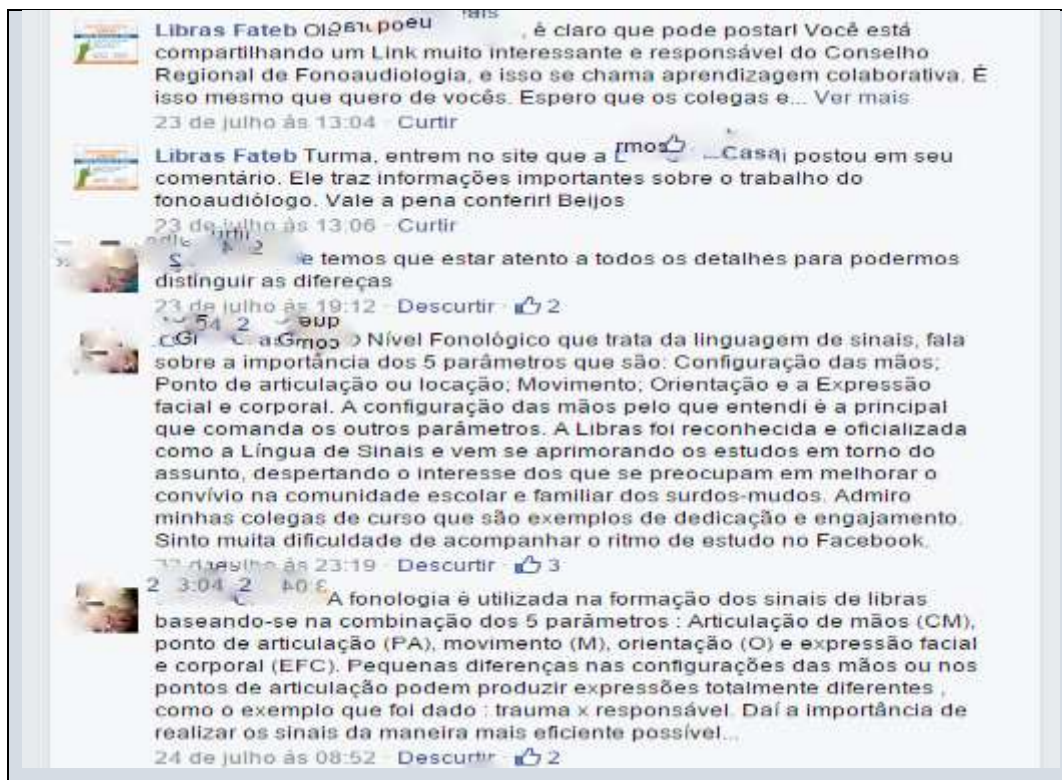 Libras Fateb , è claro que pode postar! Você está
compartilhando um Link muito interessante e responsável do Conselho
Regional de Fonoaudiologia, e isso se chama aprendizagem colaborativa. É
isso mesmo que quero de vocês. Espero que os colegas e... Ver mais
23 de julho às 13:04 · Curtir
Libras Fateb Turma, entrem no site que a postou em seu
comentário. Ele traz informações importantes sobre o trabalho do
fonoaudiólogo. Vale a pena conferir! Beijos
23 de julho às 13:06 · Curtir
e temos que estar atento a todos os detalhes para podermos
distinguir as difereças
23 de julho às 19:12 · Descurtir · 2
o Nível Fonológico que trata da linguagem de sinais, fala
sobre a importância dos 5 parâmetros que são: Configuração das mãos;
Ponto de articulação ou locação; Movimento; Orientação e a Expressão
facial e corporal. A configuração das mãos pelo que entendi è a principal
que comanda os outros parâmetros. A Libras foi reconhecida e oficializada
como a Língua de Sinais e vem se aprimorando os estudos em torno do
assunto, despertando o interesse dos que se preocupam em melhorar o
convívio na comunidade escolar e familiar dos surdos-mudos. Admiro
minhas colegas de curso que são exemplos de dedicação e engajamento.
Sinto muita dificuldade de acompanhar o ritmo de estudo no Facebook.
às 23:19 · Descurtir · 3
A fonologia è utilizada na formação dos sinais de libras
baseando-se na combinação dos 5 parâmetros : Articulação de mãos (CM),
ponto de articulação (PA), movimento (M), orientação (O) e expressão facial
e corporal (EFC). Pequenas diferenças nas configurações das mãos ou nos
pontos de articulação podem produzir expressões totalmente diferentes ,
como o exemplo que foi dado : trauma x responsável. Daí a importância de
realizar os sinais da maneira mais eficiente possível...
24 de julho às 08:52 · Descurtir · 2